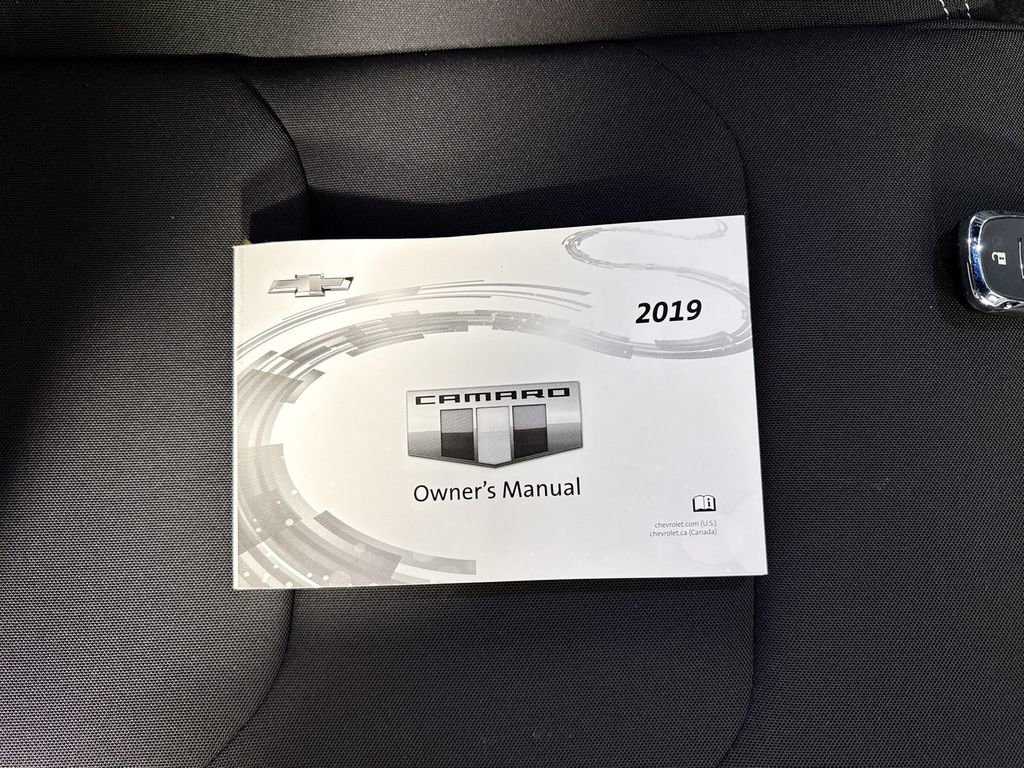 2019
CAMARO
Owner's Manual
chevrolet.com (U.S.)
chevrolet.ca (Canada)